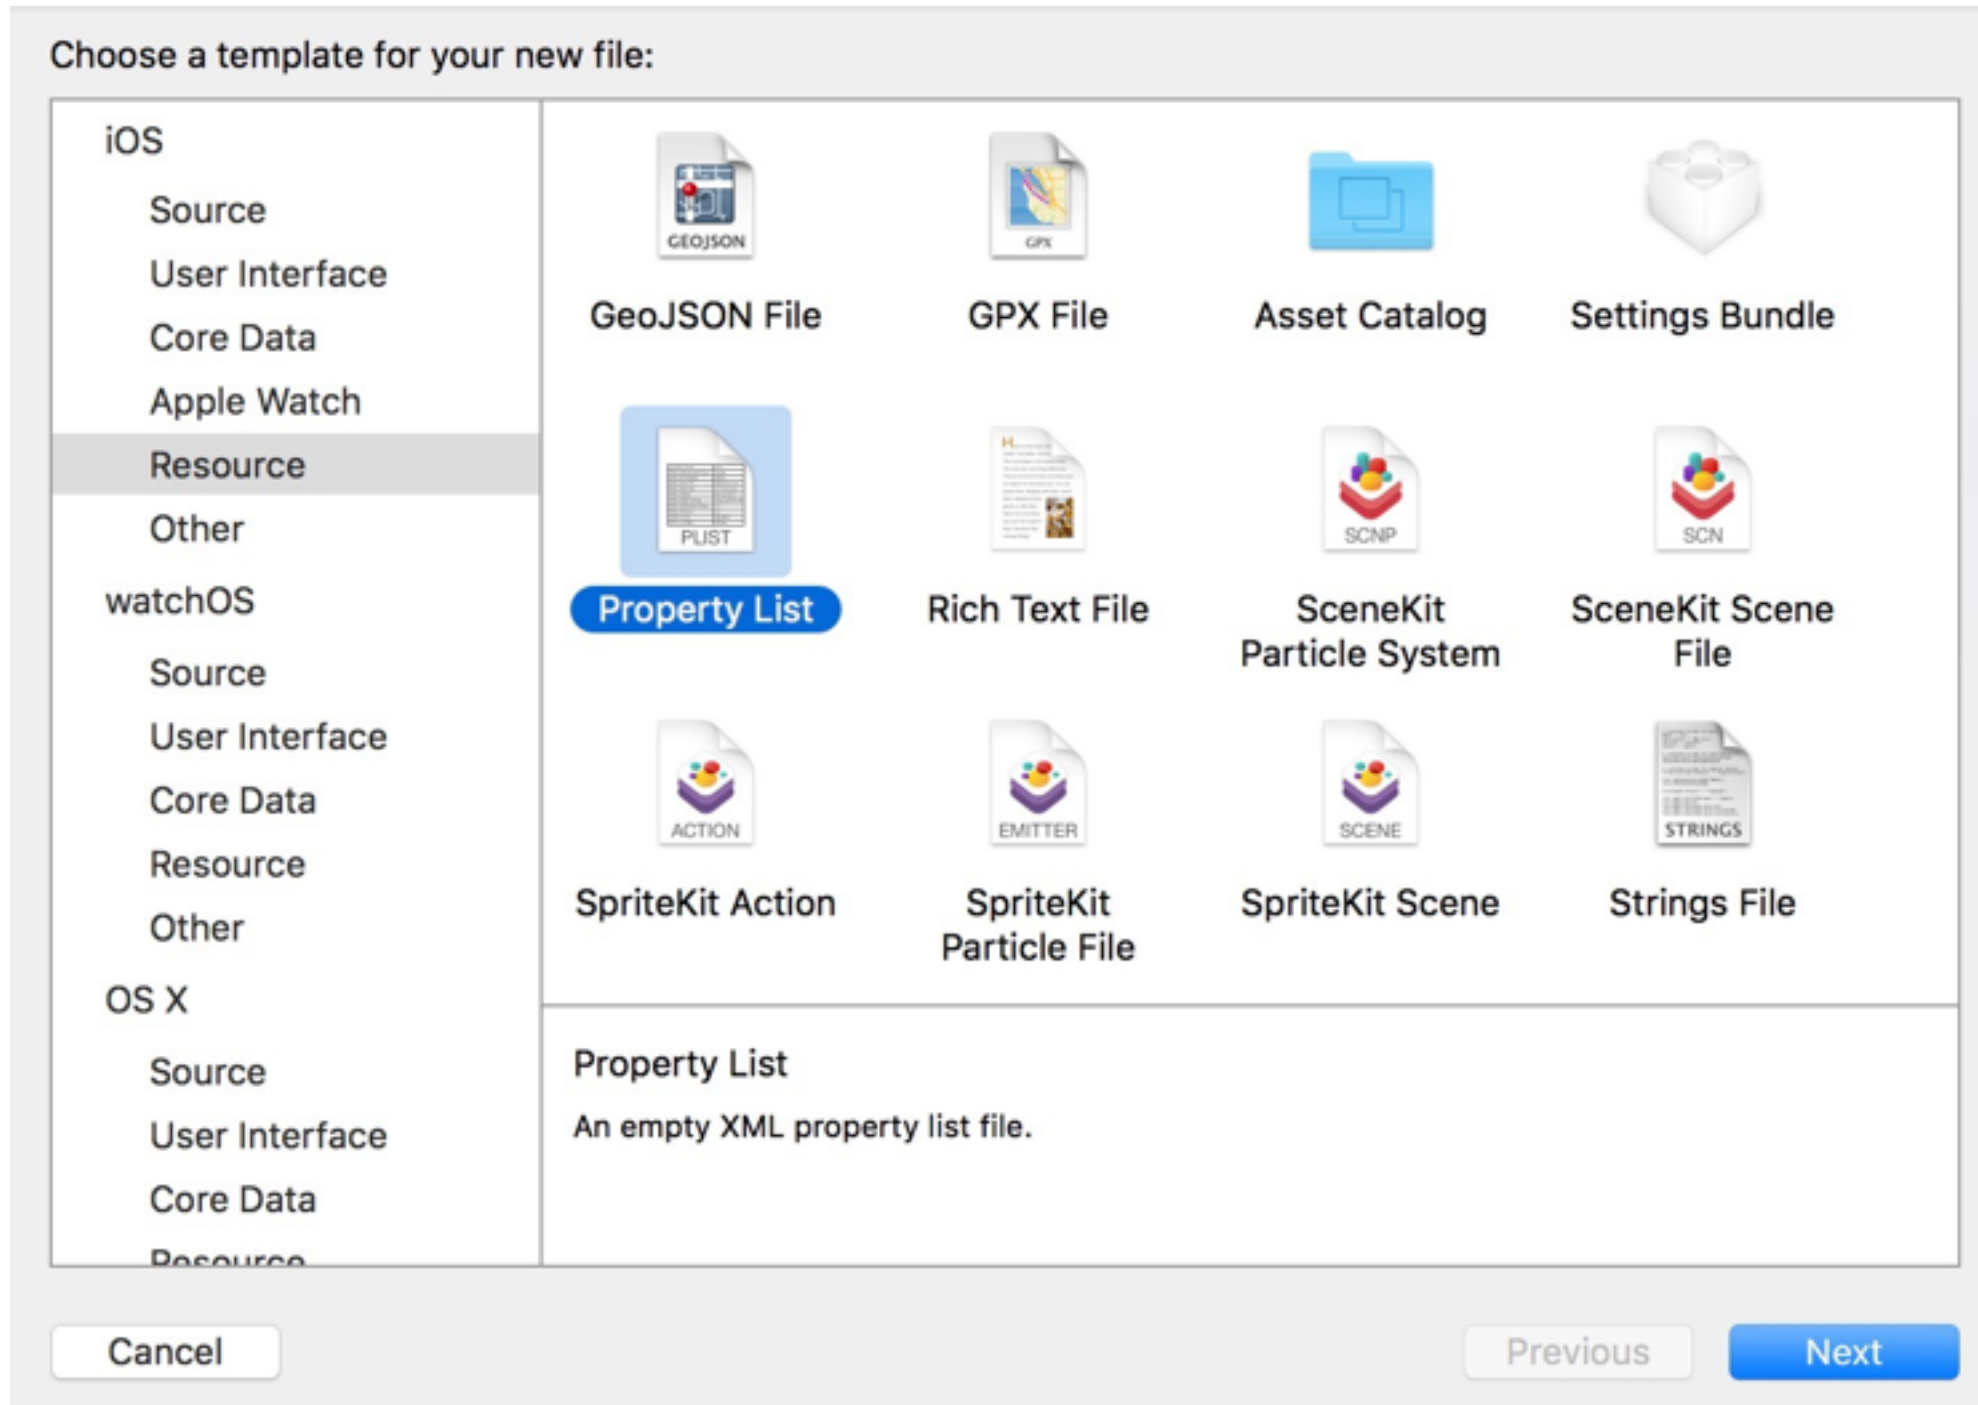 Choose a template for your new file:
iOS
Source
User Interface
Core Data
Apple Watch
Resource
Other
watchOS
Source
User Interface
Core Data
Resource
Other
OS X
Source
User Interface
Core Data
Resource
GEOJSON
GPX
GeoJSON File
GPX File
Asset Catalog
Settings Bundle
PLIST
SCNP
SCN
Property List
Rich Text File
SceneKit
Particle System
SceneKit Scene
File
ACTION
EMITTER
SCENE
STRINGS
SpriteKit Action
SpriteKit
Particle File
SpriteKit Scene
Strings File
Property List
An empty XML property list file.
Cancel
Previous
Next